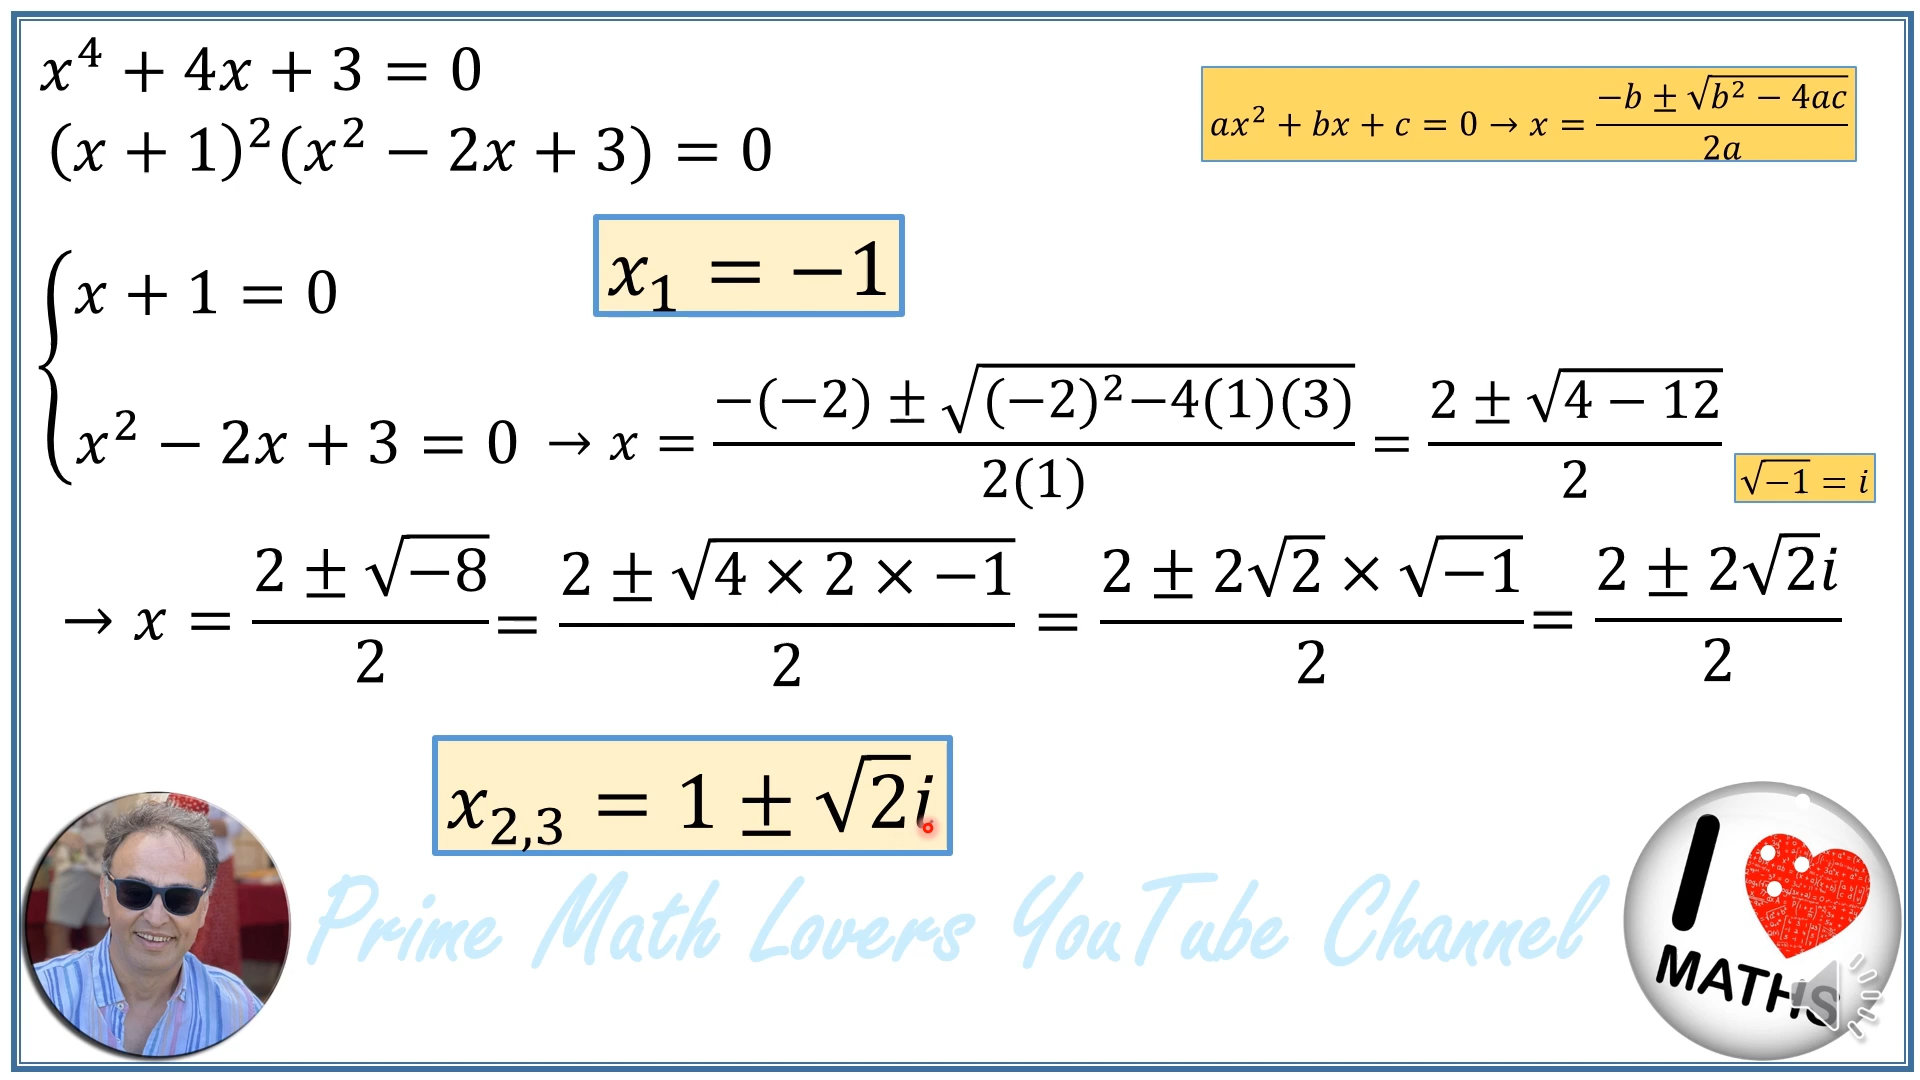 x⁴ + 4x + 3 = 0
ax² + bx + c = 0 → x = (−b ± √(b² − 4ac))/(2a)
(x + 1)²(x² − 2x + 3) = 0
x + 1 = 0
x₁ = −1
x² − 2x + 3 = 0 → x = (−(−2) ± √((−2)²−4(1)(3)))/(2(1)) = (2 ± √(4 − 12))/2
√(−1) = i
→ x = (2 ± √(−8))/2 = (2 ± √(4 × 2 × −1))/2 = (2 ± 2√2 × √(−1))/2 = (2 ± 2√2i)/2
x₂,₃ = 1 ± √2i
Prime Math Lovers YouTube Channel
I
MATHS